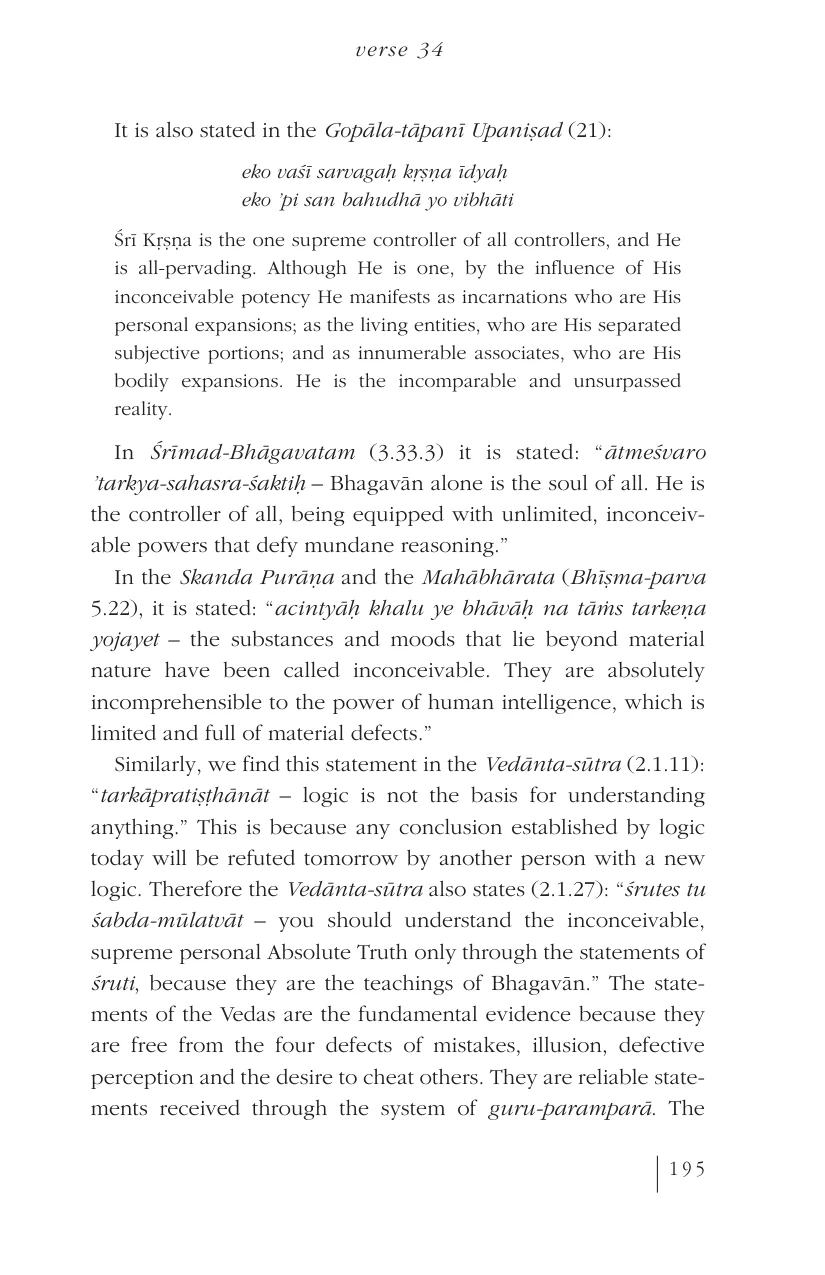 verse 34
It is also stated in the Gopāla-tāpanī Upaniṣad (21):
eko vaśī sarvagaḥ kṛṣṇa īdyaḥ
eko ’pi san bahudhā yo vibhāti
Śrī Kṛṣṇa is the one supreme controller of all controllers, and He
is all-pervading. Although He is one, by the influence of His
inconceivable potency He manifests as incarnations who are His
personal expansions; as the living entities, who are His separated
subjective portions; and as innumerable associates, who are His
bodily expansions. He is the incomparable and unsurpassed
reality.
In Śrīmad-Bhāgavatam (3.33.3) it is stated: “ātmeśvaro
’tarkya-sahasra-śaktiḥ – Bhagavān alone is the soul of all. He is
the controller of all, being equipped with unlimited, inconceiv-
able powers that defy mundane reasoning.”
In the Skanda Purāṇa and the Mahābhārata (Bhīṣma-parva
5.22), it is stated: “acintyāḥ khalu ye bhāvāḥ na tāṁs tarkeṇa
yojayet – the substances and moods that lie beyond material
nature have been called inconceivable. They are absolutely
incomprehensible to the power of human intelligence, which is
limited and full of material defects.”
Similarly, we find this statement in the Vedānta-sūtra (2.1.11):
“tarkāpratiṣṭhānāt – logic is not the basis for understanding
anything.” This is because any conclusion established by logic
today will be refuted tomorrow by another person with a new
logic. Therefore the Vedānta-sūtra also states (2.1.27): “śrutes tu
śabda-mūlatvāt – you should understand the inconceivable,
supreme personal Absolute Truth only through the statements of
śruti, because they are the teachings of Bhagavān.” The state-
ments of the Vedas are the fundamental evidence because they
are free from the four defects of mistakes, illusion, defective
perception and the desire to cheat others. They are reliable state-
ments received through the system of guru-paramparā. The
195